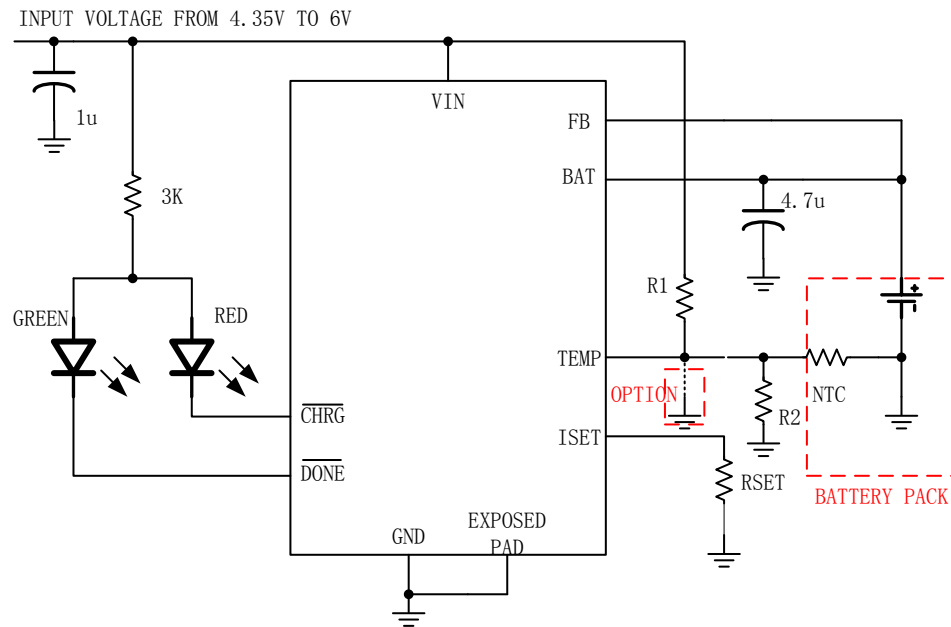 INPUT VOLTAGE FROM 4.35V TO 6V
1u
VIN
FB
BAT
3K
4.7u
R1
GREEN
RED
TEMP
OPTION
NTC
CHRG
R2
ISET
DONE
RSET
BATTERY PACK
GND
EXPOSED
PAD